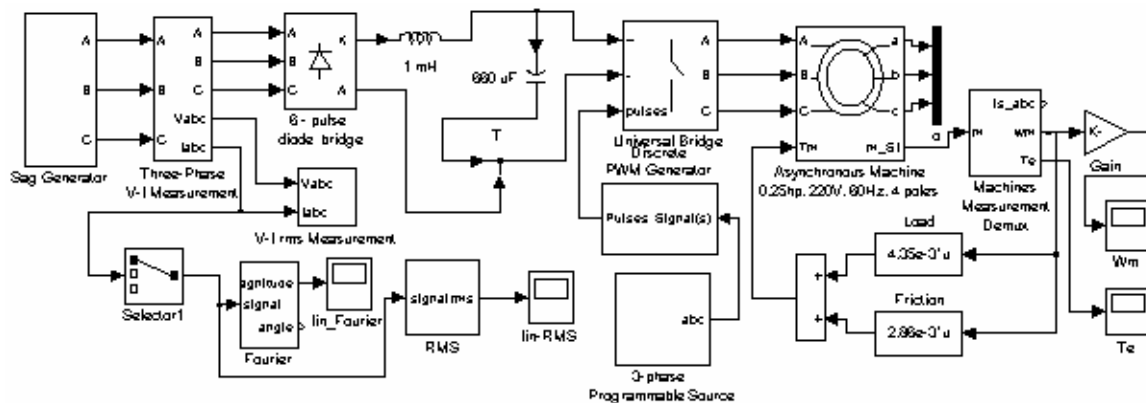 A
B
C
Sag Generator
A
B
C
A
B
C
Vabc
Iabc
Three-Phase
V-I Measurement
A
B
C
K
A
6- pulse
diode bridge
1 mH
660 uF
T
-
-
pulses
A
B
C
Universal Bridge
Discrete
PWM Generator
A
B
C
Tm
a
b
c
m_SI
Asynchronous Machine
0.25hp, 220V, 60Hz, 4 poles
m
Is_abc
wm
Te
Machines
Measurement
Demux
K-
Gain
Wm
Te
Vabc
Iabc
V-I rms Measurement
Pulses Signal(s)
Load
4.35e-3*u
Friction
2.86e-3*u
+
+
Selector1
agnitude
signal
angle
Fourier
Iin_Fourier
signal rms
RMS
Iin-RMS
abc
3-phase
Programmable Source